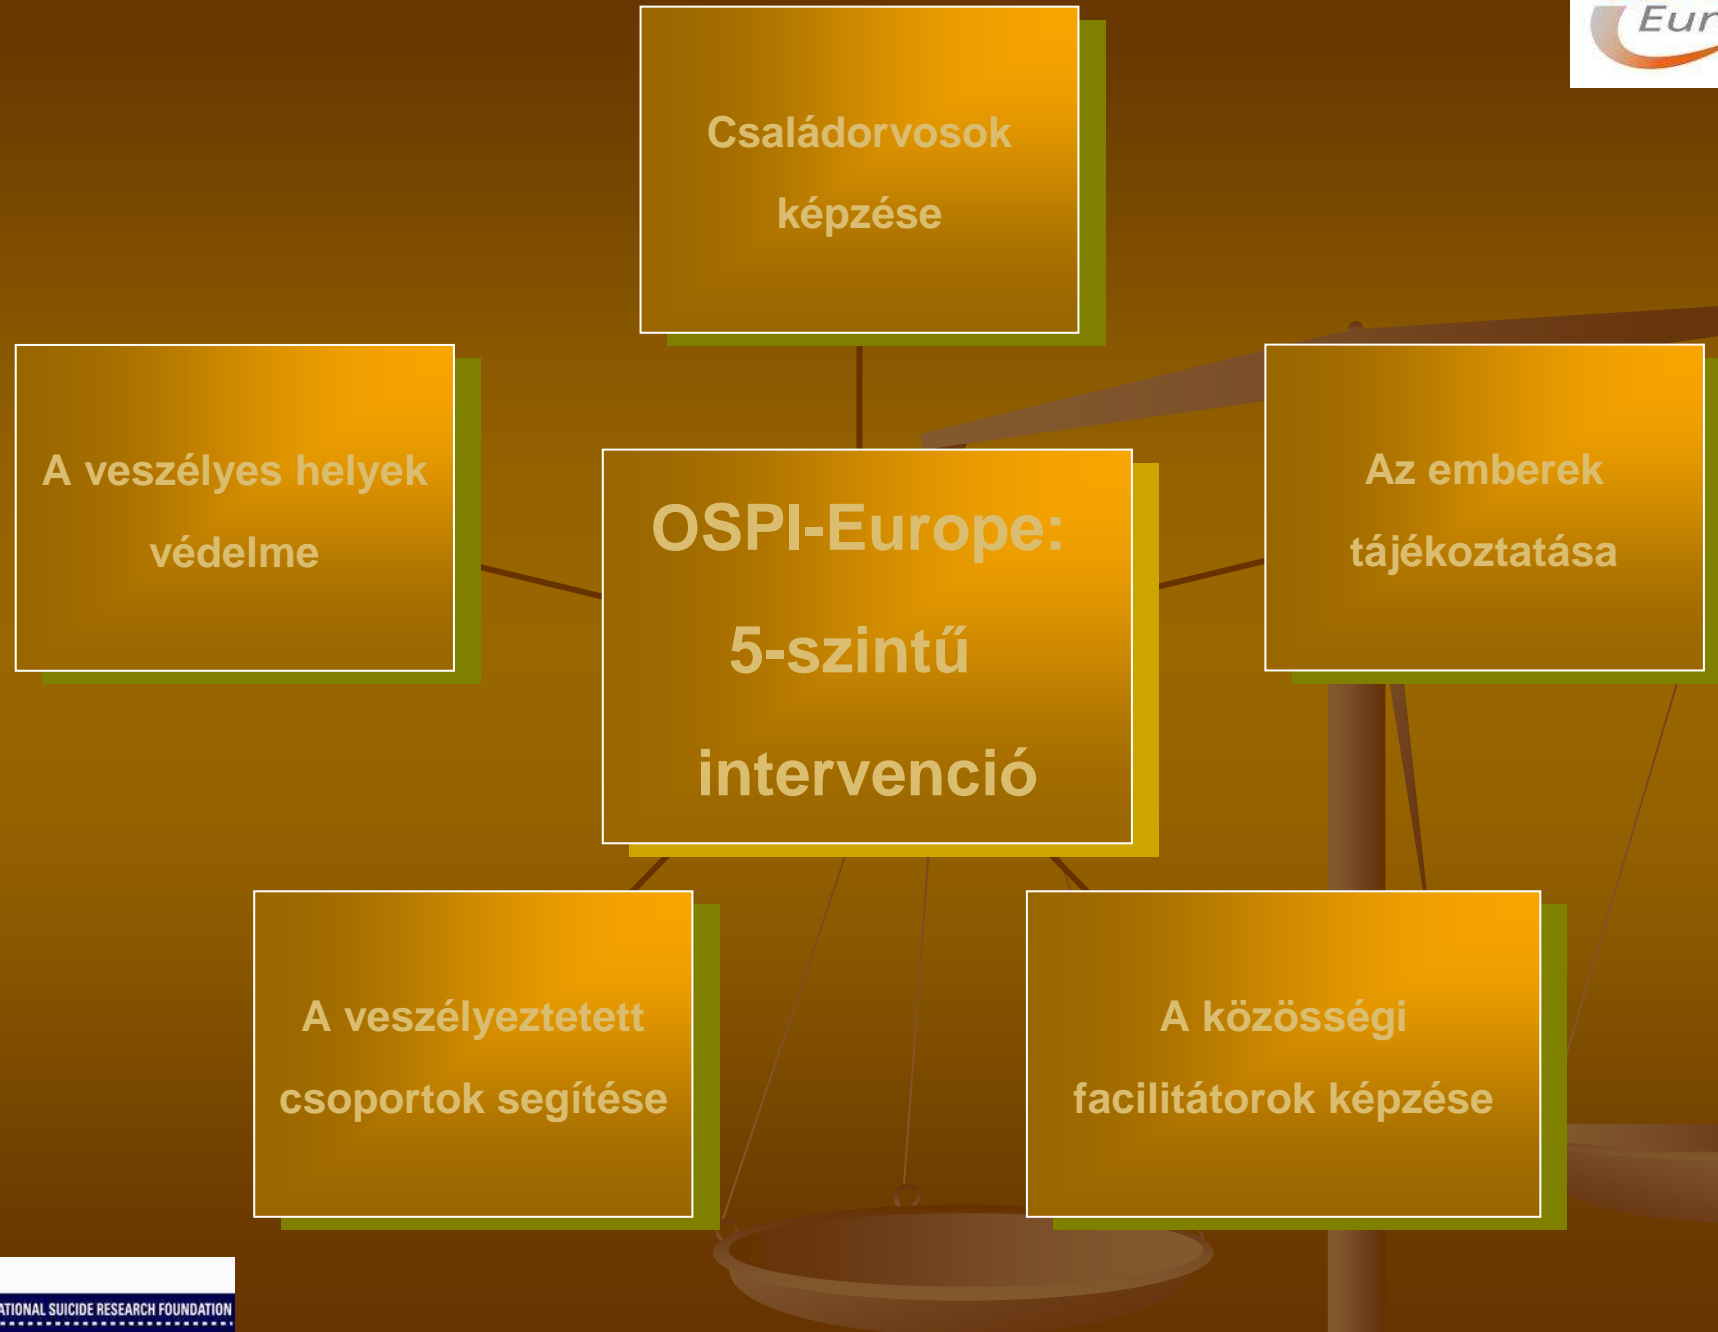 Családorvosok
képzése
A veszélyes helyek
védelme
OSPI-Europe:
5-szintű
intervenció
Az emberek
tájékoztatása
A veszélyeztetett
csoportok segítése
A közösségi
facilitátorok képzése
SUICIDE RESEARCH FOUNDATION